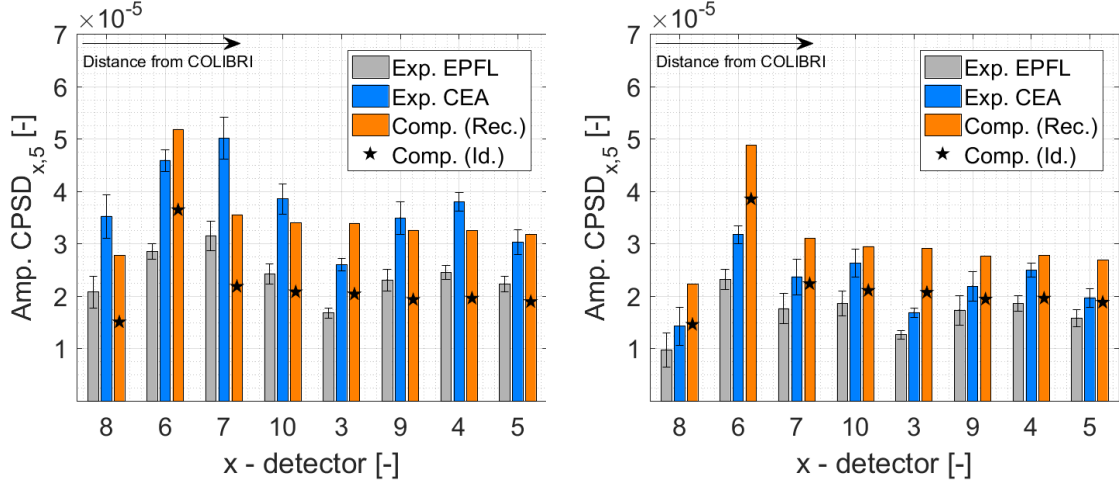 ×10⁻⁵
7
6
5
4
3
2
1
Amp. CPSD_{x,5} [-]
Distance from COLIBRI
Exp. EPFL
Exp. CEA
Comp. (Rec.)
Comp. (Id.)
8 6 7 10 3 9 4 5
x - detector [-]
×10⁻⁵
7
6
5
4
3
2
1
Amp. CPSD_{x,5} [-]
Distance from COLIBRI
Exp. EPFL
Exp. CEA
Comp. (Rec.)
Comp. (Id.)
8 6 7 10 3 9 4 5
x - detector [-]